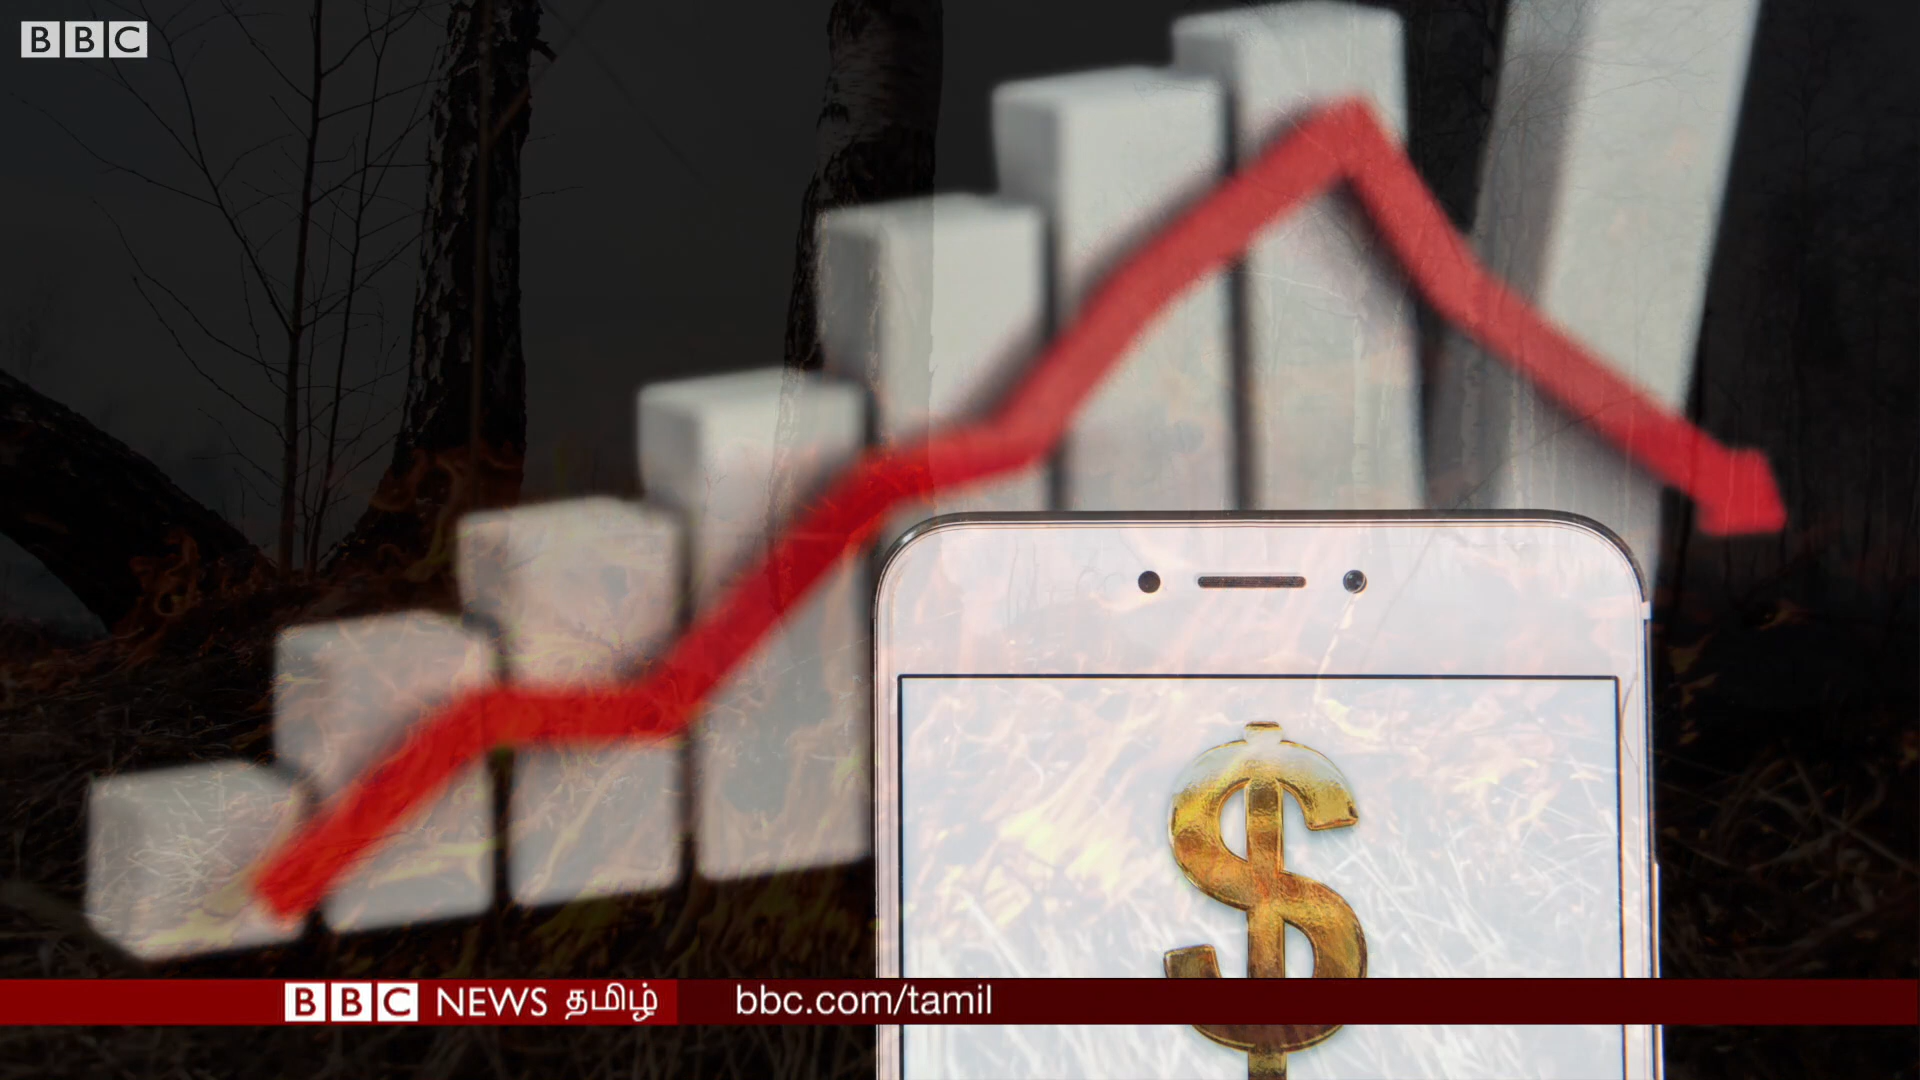 BBC
BBC NEWS தமிழ் bbc.com/tamil
$